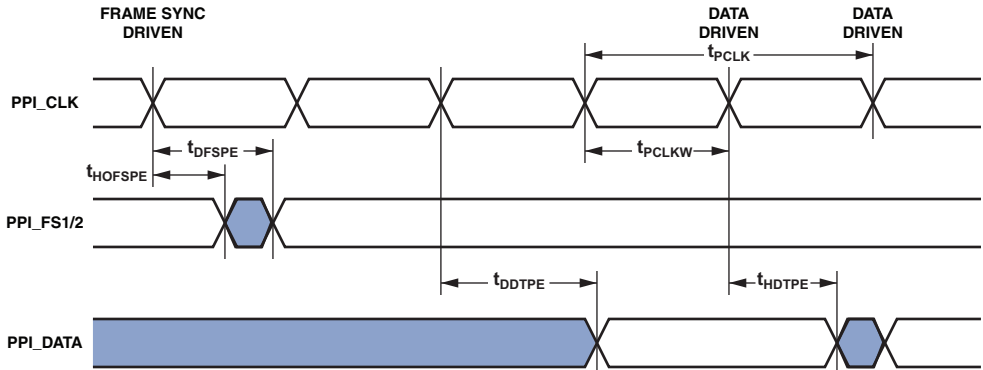 FRAME SYNC
DRIVEN
DATA
DRIVEN
DATA
DRIVEN
tPCLK
PPI_CLK
tDFSPE
tPCLKW
tHOFSPE
PPI_FS1/2
tDDTPE
tHDTPE
PPI_DATA